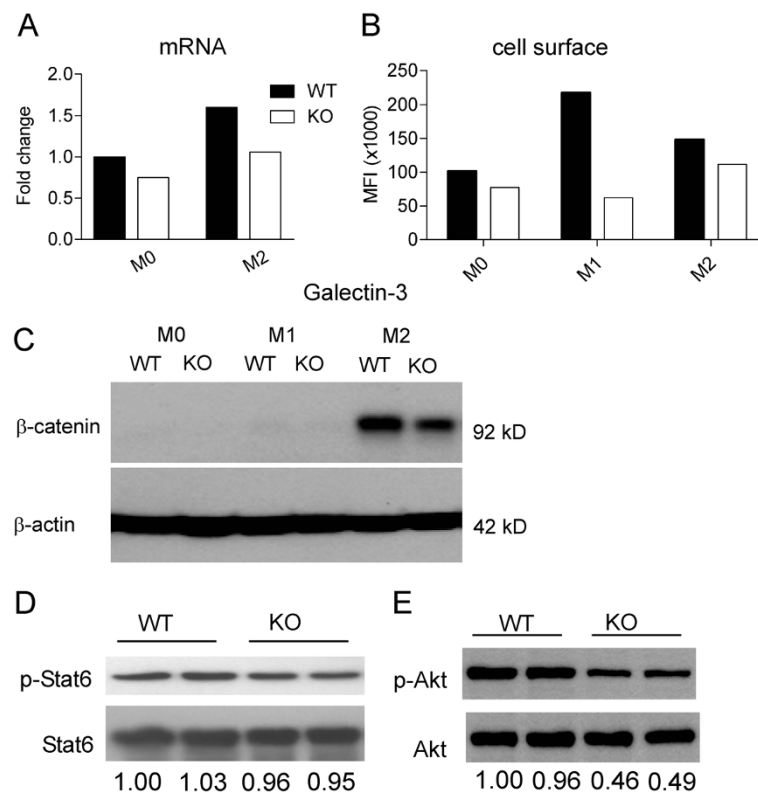 A
mRNA
Fold change
2.0
1.5
1.0
0.5
0.0
M0
M2
WT
KO
B
cell surface
MFI (x1000)
250
200
150
100
50
0
M0
M1
M2
Galectin-3
C
M0 M1 M2
WT KO WT KO WT KO
β-catenin 92 kD
β-actin 42 kD
D
WT KO
p-Stat6
Stat6
1.00 1.03 0.96 0.95
E
WT KO
p-Akt
Akt
1.00 0.96 0.46 0.49